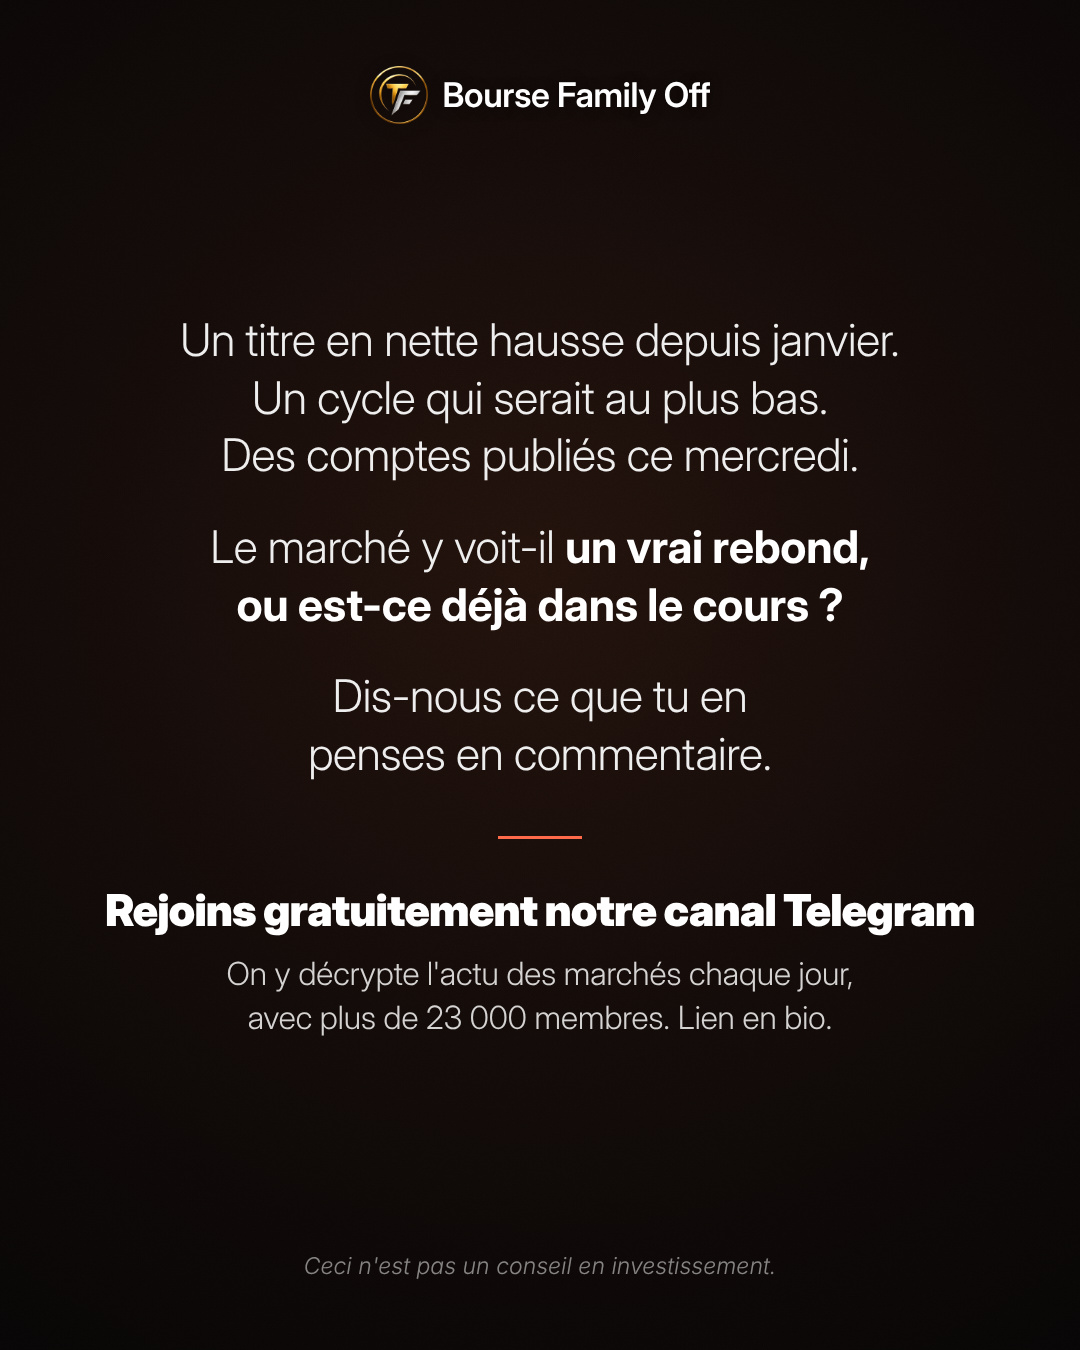 TF Bourse Family Off
Un titre en nette hausse depuis janvier.
Un cycle qui serait au plus bas.
Des comptes publiés ce mercredi.
Le marché y voit-il un vrai rebond,
ou est-ce déjà dans le cours ?
Dis-nous ce que tu en
penses en commentaire.
Rejoins gratuitement notre canal Telegram
On y décrypte l'actu des marchés chaque jour,
avec plus de 23 000 membres. Lien en bio.
Ceci n'est pas un conseil en investissement.